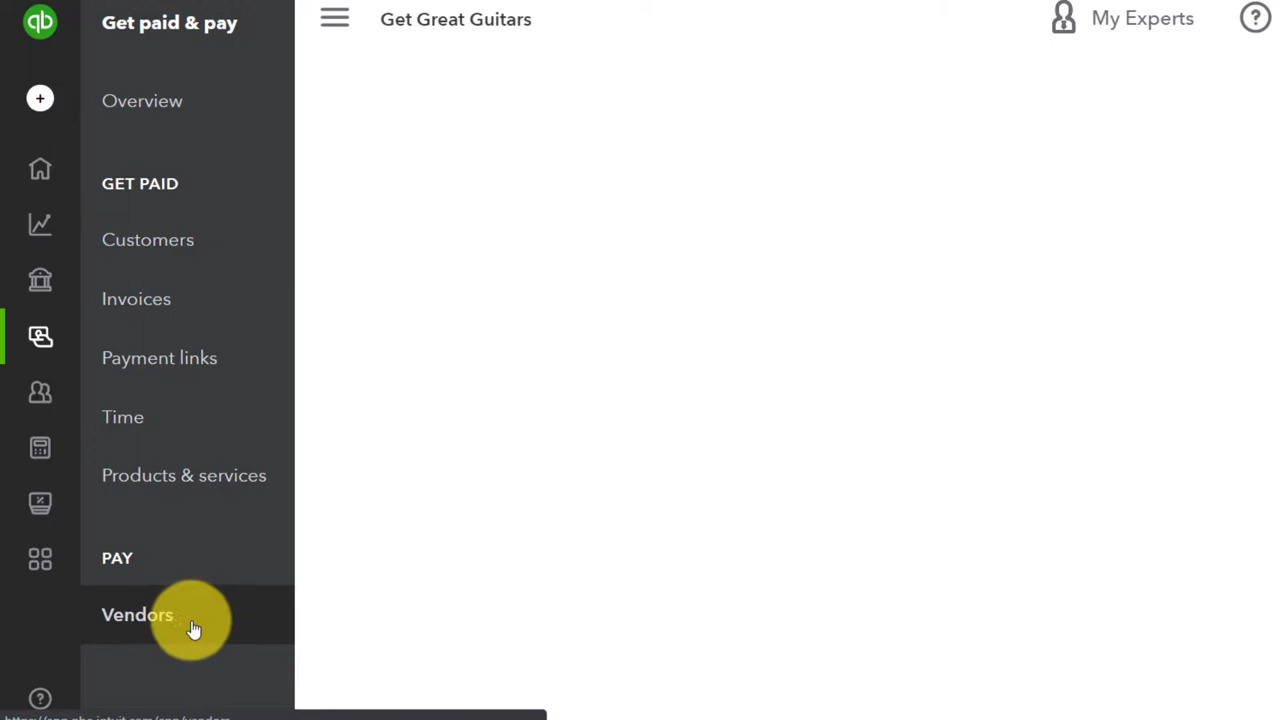 qb
Get paid & pay
Get Great Guitars
My Experts
?
+
Overview
GET PAID
Customers
Invoices
Payment links
Time
Products & services
PAY
Vendors
?